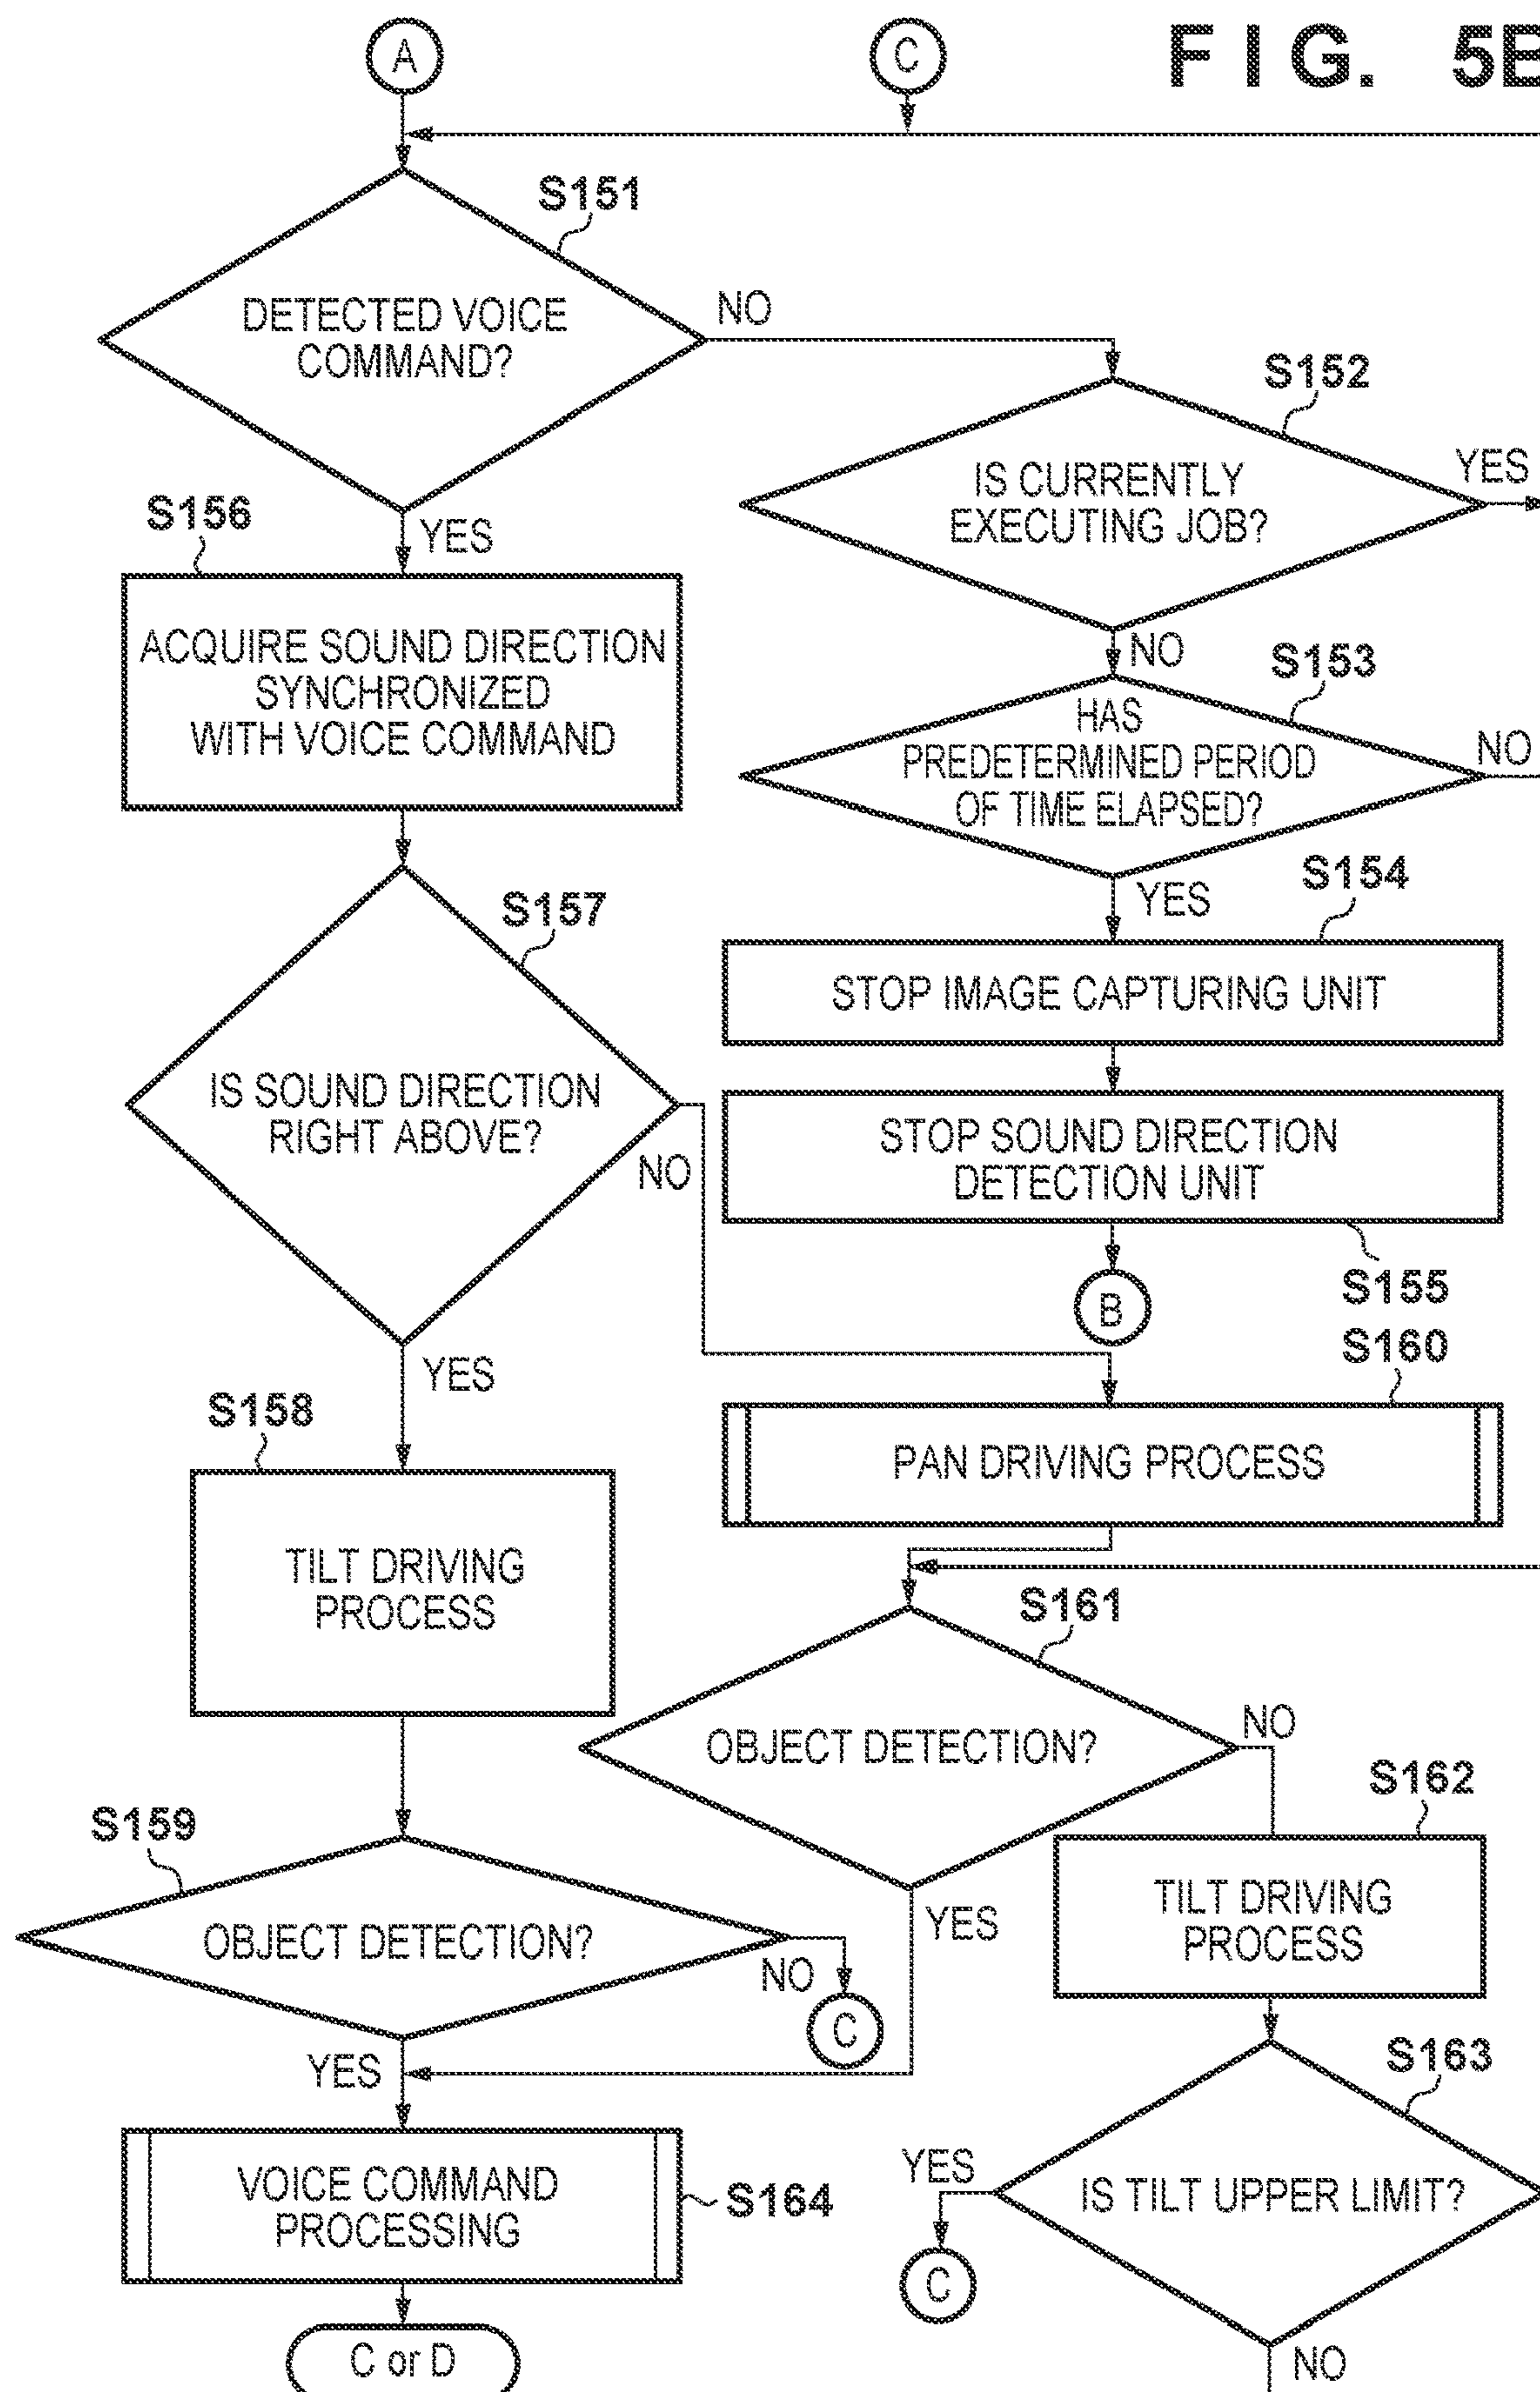 A
C
FIG. 5B
S151
DETECTED VOICE
COMMAND?
NO
S152
IS CURRENTLY
EXECUTING JOB?
YES
S156
YES
ACQUIRE SOUND DIRECTION
SYNCHRONIZED
WITH VOICE COMMAND
NO
S153
HAS
PREDETERMINED PERIOD
OF TIME ELAPSED?
NO
YES
S154
STOP IMAGE CAPTURING UNIT
S157
IS SOUND DIRECTION
RIGHT ABOVE?
NO
STOP SOUND DIRECTION
DETECTION UNIT
S155
B
YES
S160
PAN DRIVING PROCESS
S158
TILT DRIVING
PROCESS
S161
OBJECT DETECTION?
NO
S162
TILT DRIVING
PROCESS
YES
S159
OBJECT DETECTION?
NO
C
YES
S163
IS TILT UPPER LIMIT?
YES
C
NO
VOICE COMMAND
PROCESSING
S164
C or D